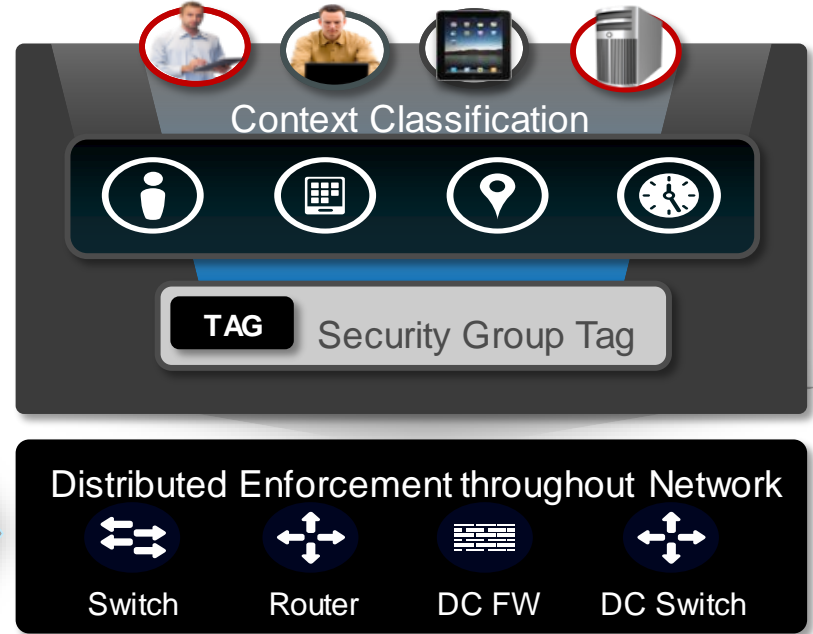 Context Classification
TAG
Security Group Tag
Distributed Enforcement throughout Network
Switch
Router
DC FW
DC Switch